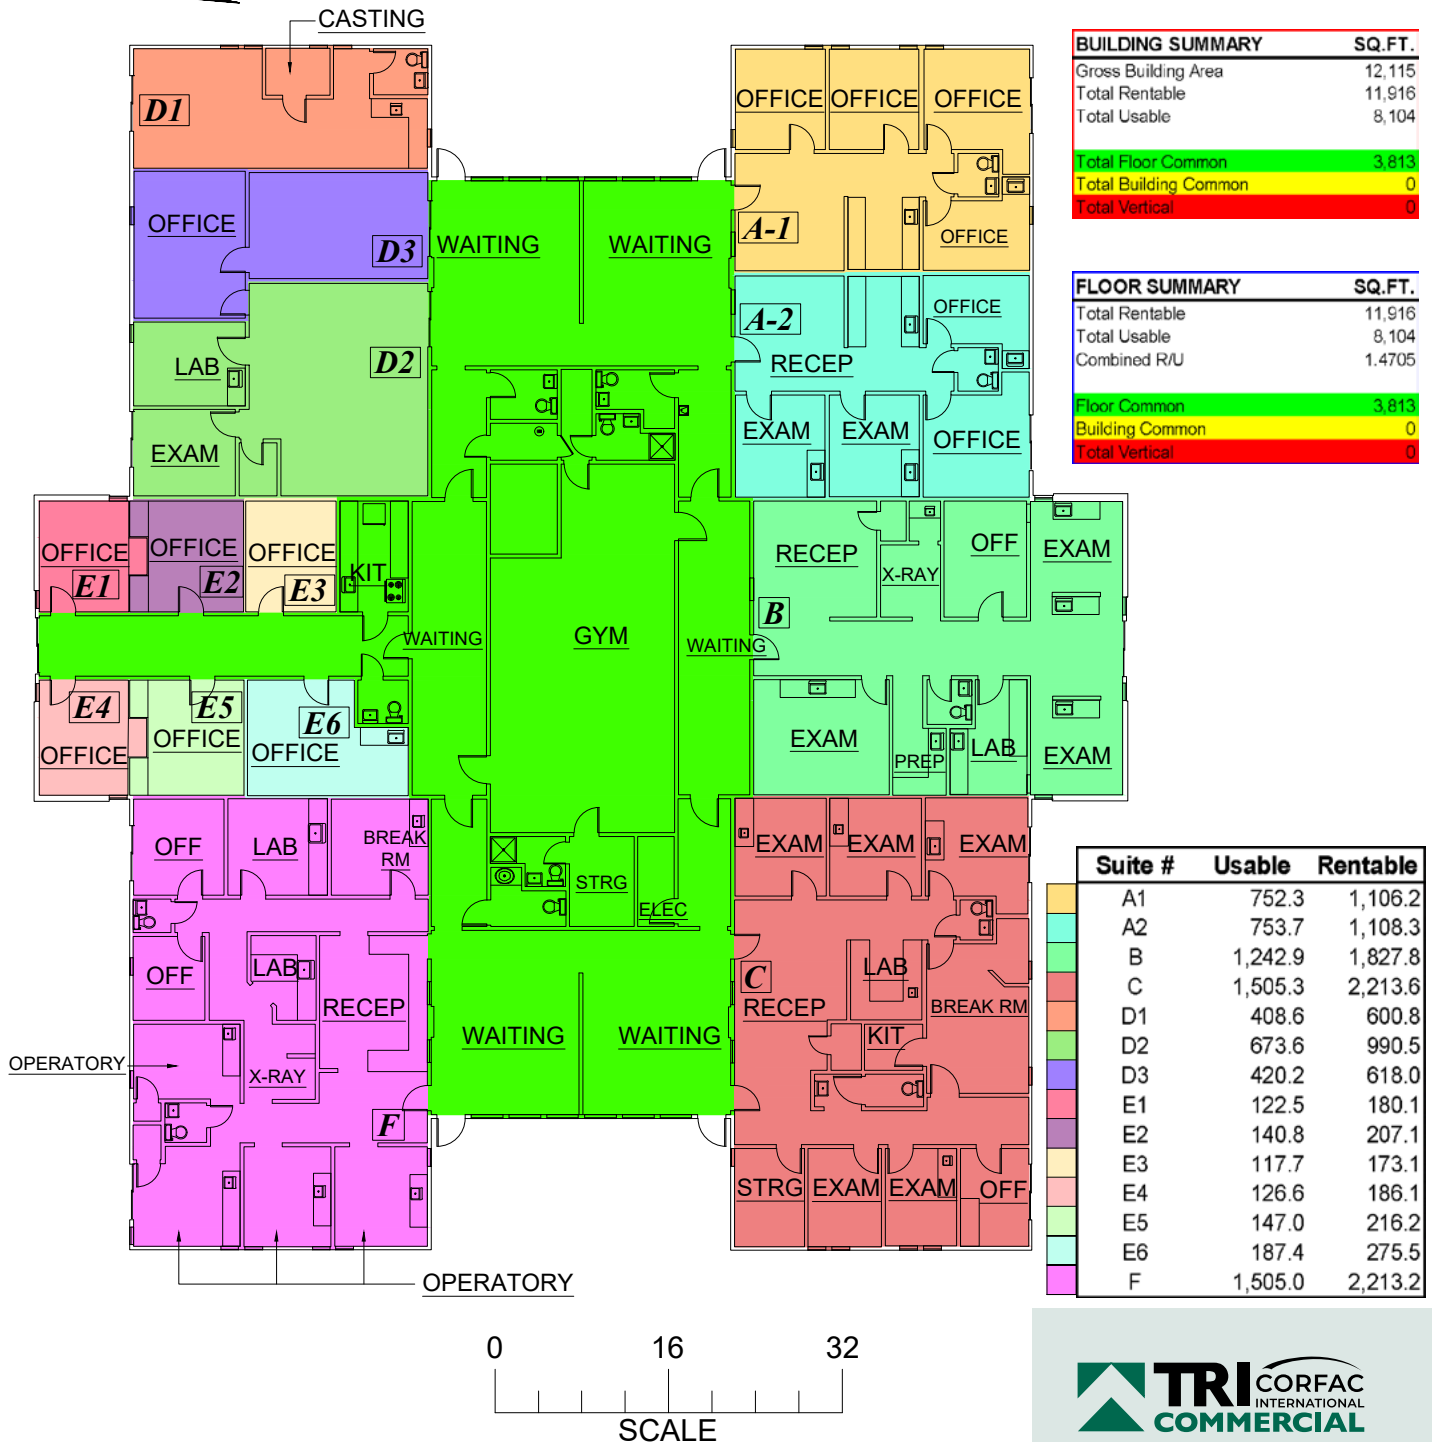 CASTING
BUILDING SUMMARY SQ.FT.
Gross Building Area 12,115
Total Rentable 11,916
Total Usable 8,104
Total Floor Common 3,813
Total Building Common 0
Total Vertical 0
D1
OFFICE OFFICE OFFICE
OFFICE
D3
WAITING WAITING
A-1
OFFICE
FLOOR SUMMARY SQ.FT.
Total Rentable 11,916
Total Usable 8,104
Combined R/U 1.4705
Floor Common 3,813
Building Common 0
Total Vertical 0
LAB
D2
A-2
OFFICE
RECEP
EXAM
EXAM EXAM OFFICE
OFFICE OFFICE OFFICE
E1 E2 E3
KIT
RECEP
X-RAY
OFF
EXAM
B
WAITING
GYM
WAITING
E4 E5 E6
OFFICE OFFICE OFFICE
EXAM
PREP
LAB
EXAM
OFF LAB BREAK
RM
EXAM EXAM EXAM
STRG
ELEC
OFF
LAB
RECEP
C
RECEP
LAB
BREAK RM
KIT
WAITING WAITING
OPERATORY
X-RAY
F
STRG EXAM EXAM OFF
OPERATORY
Suite # Usable Rentable
A1 752.3 1,106.2
A2 753.7 1,108.3
B 1,242.9 1,827.8
C 1,505.3 2,213.6
D1 408.6 600.8
D2 673.6 990.5
D3 420.2 618.0
E1 122.5 180.1
E2 140.8 207.1
E3 117.7 173.1
E4 126.6 186.1
E5 147.0 216.2
E6 187.4 275.5
F 1,505.0 2,213.2
0 16 32
SCALE
TRI CORFAC
INTERNATIONAL
COMMERCIAL